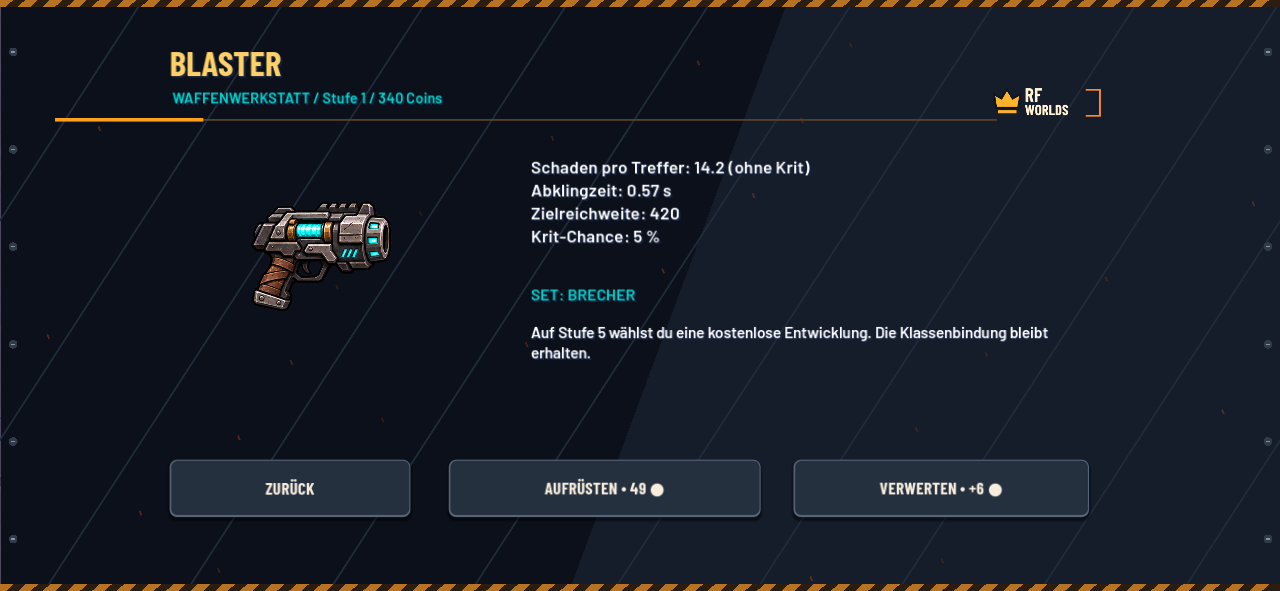 BLASTER
WAFFENWERKSTATT / Stufe 1 / 340 Coins
RF
WORLDS
Schaden pro Treffer: 14.2 (ohne Krit)
Abklingzeit: 0.57 s
Zielreichweite: 420
Krit-Chance: 5 %
SET: BRECHER
Auf Stufe 5 wählst du eine kostenlose Entwicklung. Die Klassenbindung bleibt
erhalten.
ZURÜCK
AUFRÜSTEN • 49
VERWERTEN • +6